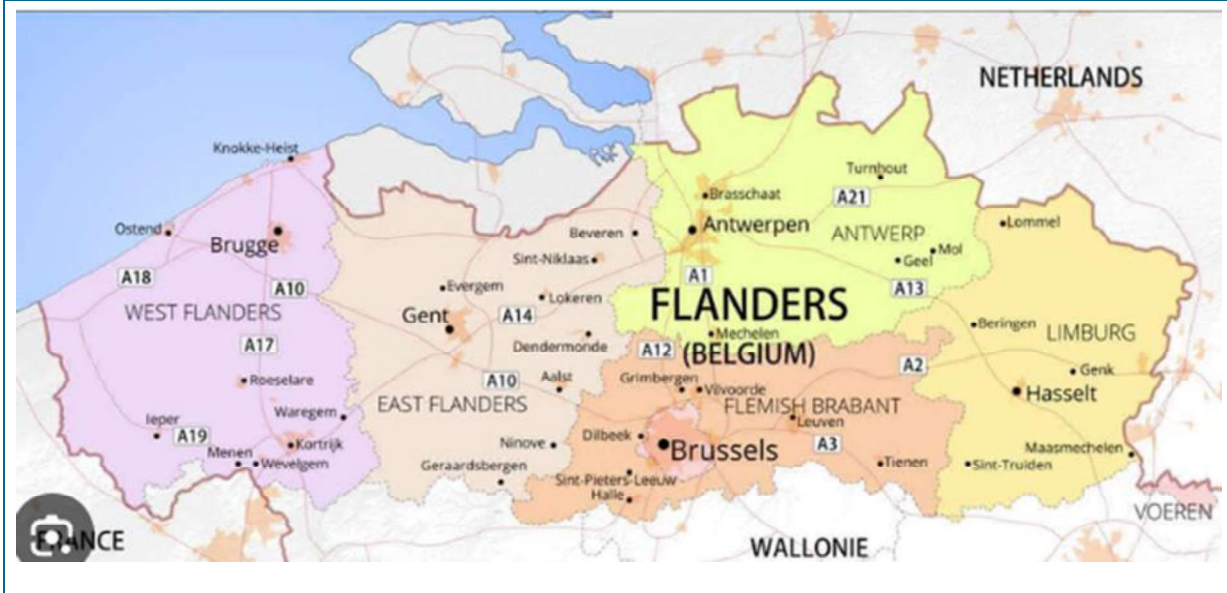 NETHERLANDS
Knokke-Heist
Turnhout
Brasschaat
A21
Lommel
Ostend
Brugge
Beveren
Antwerpen
ANTWERP
Mol
Sint-Niklaas
Geel
A18
A10
Evergem
A1
A13
Lokeren
FLANDERS
WEST FLANDERS
Gent
A14
Beringen
LIMBURG
Mechelen
A17
Dendermonde
A12
(BELGIUM)
A2
Genk
Roeselare
A10
Aalst
Grimbergen
Vilvoorde
Hasselt
EAST FLANDERS
FLEMISH BRABANT
Waregem
Leuven
Ieper
A19
Kortrijk
Ninove
Dilbeek
Brussels
A3
Maasmechelen
Menen
Wevelgem
Geraardsbergen
Tienen
Sint-Truiden
Sint-Pieters-Leeuw
Halle
VOEREN
FRANCE
WALLONIE